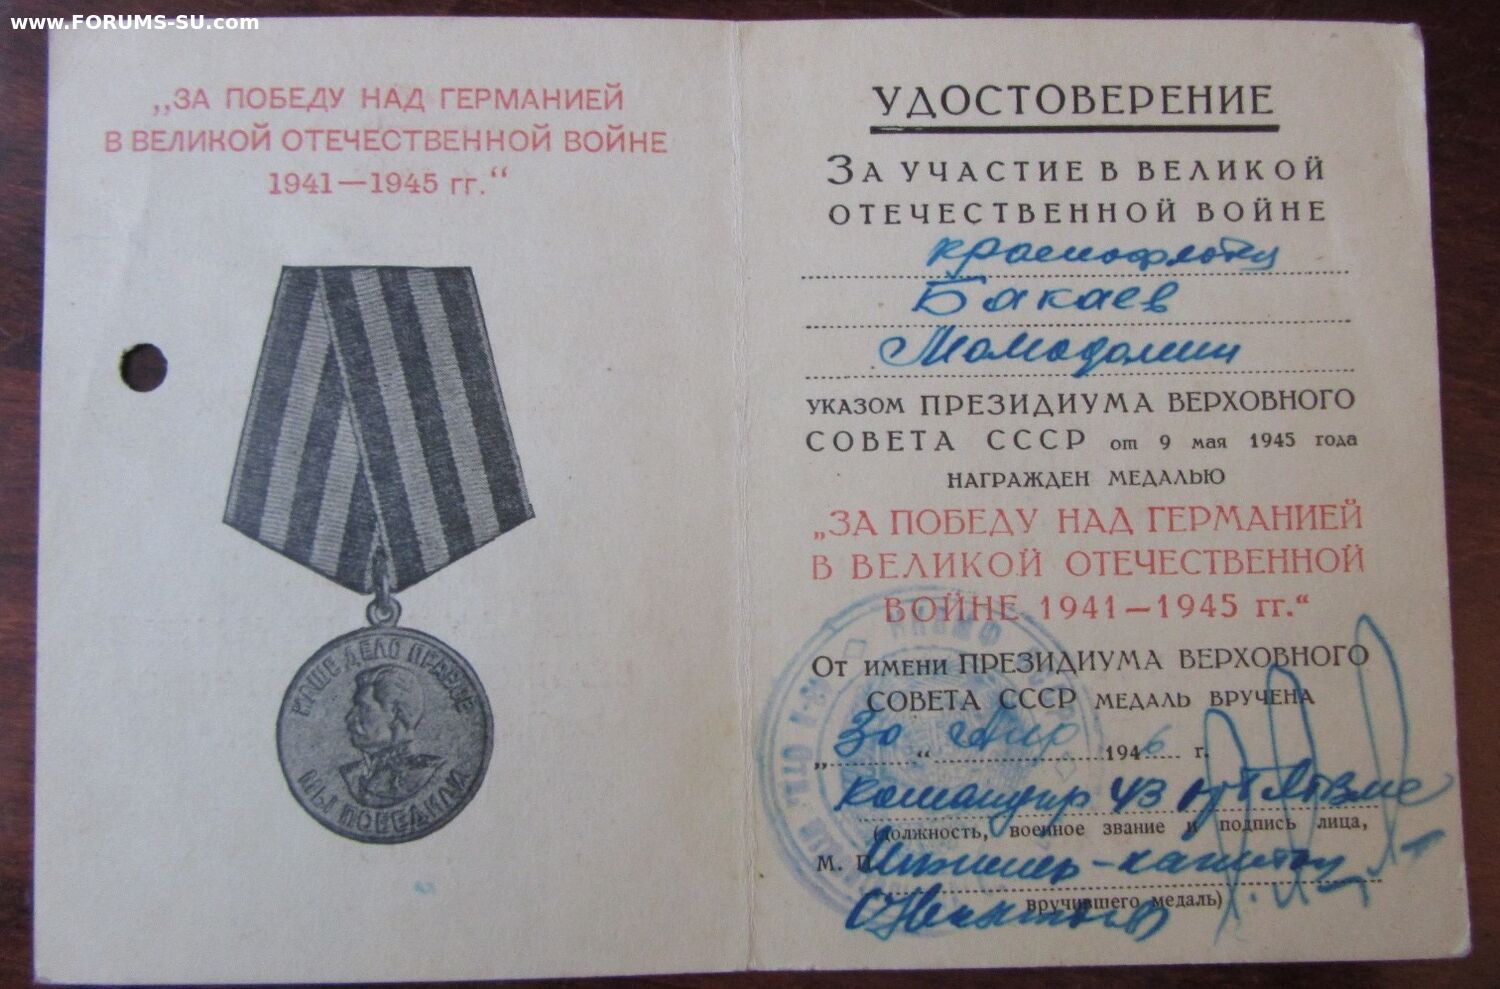 www.FORUMS-SU.com
„ЗА ПОБЕДУ НАД ГЕРМАНИЕЙ
В ВЕЛИКОЙ ОТЕЧЕСТВЕННОЙ ВОЙНЕ
1941—1945 гг.“
НАШЕ ДЕЛО ПРАВОЕ
МЫ ПОБЕДИЛИ
УДОСТОВЕРЕНИЕ
ЗА УЧАСТИЕ В ВЕЛИКОЙ
ОТЕЧЕСТВЕННОЙ ВОЙНЕ
краснофлотец
Бакаев
УКАЗОМ ПРЕЗИДИУМА ВЕРХОВНОГО
СОВЕТА СССР от 9 мая 1945 года
НАГРАЖДЕН МЕДАЛЬЮ
„ЗА ПОБЕДУ НАД ГЕРМАНИЕЙ
В ВЕЛИКОЙ ОТЕЧЕСТВЕННОЙ
ВОЙНЕ 1941—1945 гг.“
ОТ ИМЕНИ ПРЕЗИДИУМА ВЕРХОВНОГО
СОВЕТА СССР МЕДАЛЬ ВРУЧЕНА
„30“ Апр 1946 г.
Командир 43
(должность, военное звание и подпись лица,
М. П. Инженер-капитан
вручившего медаль)